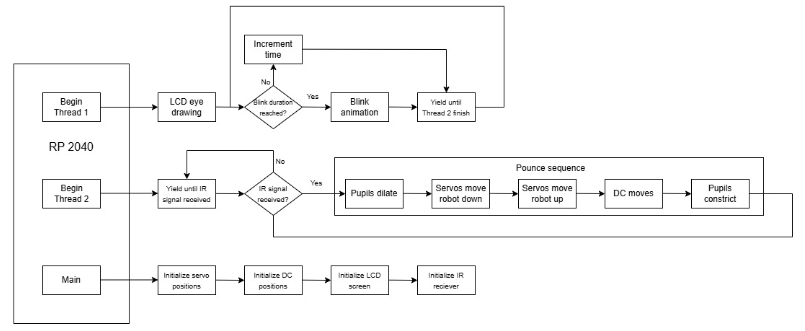 Increment
time
No
Begin
Thread 1
LCD eye
drawing
Blink duration
reached?
Yes
Blink
animation
Yield until
Thread 2 finish
RP 2040
No
Pounce sequence
Begin
Thread 2
Yield until IR
signal received
IR signal
received?
Yes
Pupils dilate
Servos move
robot down
Servos move
robot up
DC moves
Pupils
constrict
Main
Initialize servo
positions
Initialize DC
positions
Initialize LCD
screen
Initialize IR
reciever